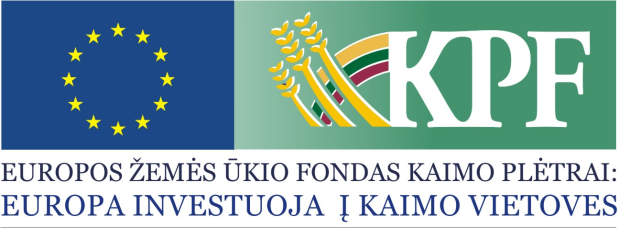 KPF
EUROPOS ŽEMĖS ŪKIO FONDAS KAIMO PLĖTRAI:
EUROPA INVESTUOJA Į KAIMO VIETOVES